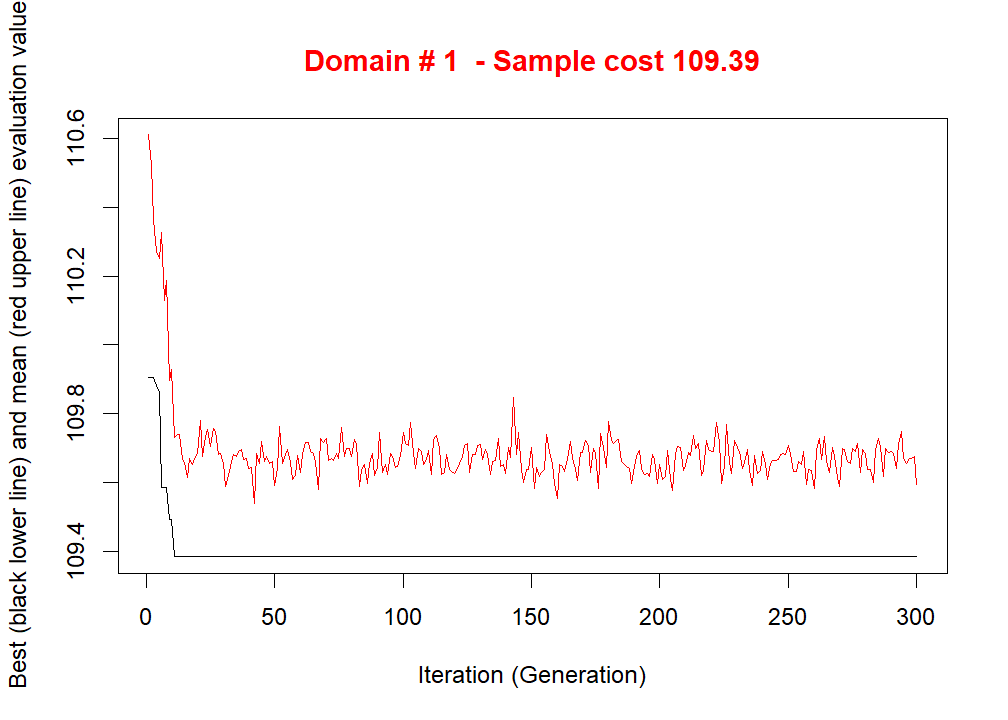 Domain # 1  - Sample cost 109.39
Best (black lower line) and mean (red upper line) evaluation value
110.6
110.2
109.8
109.4
0 50 100 150 200 250 300
Iteration (Generation)